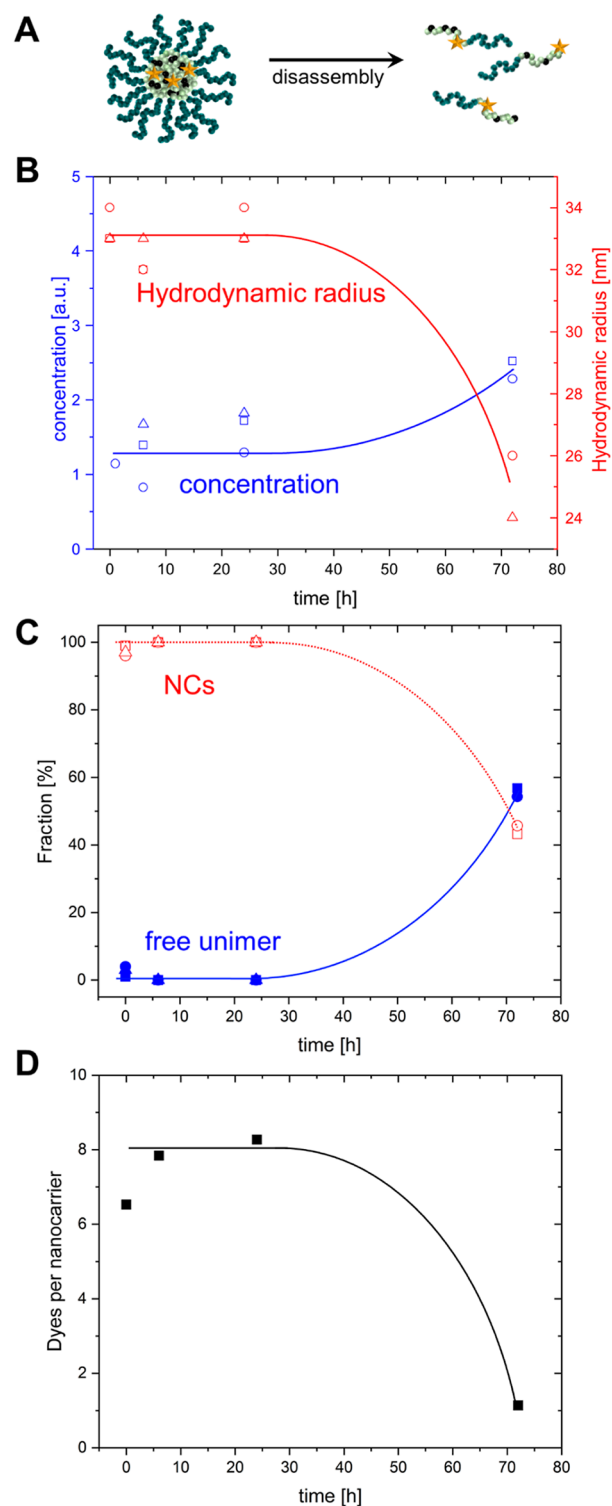 A
disassembly
B
concentration [a.u.]
5
4
3
2
1
0
Hydrodynamic radius
concentration
34
32
30
28
26
24
Hydrodynamic radius [nm]
0 10 20 30 40 50 60 70 80
time [h]
C
Fraction [%]
100
80
60
40
20
0
NCs
free unimer
0 10 20 30 40 50 60 70 80
time [h]
D
Dyes per nanocarrier
10
8
6
4
2
0
0 10 20 30 40 50 60 70 80
time [h]